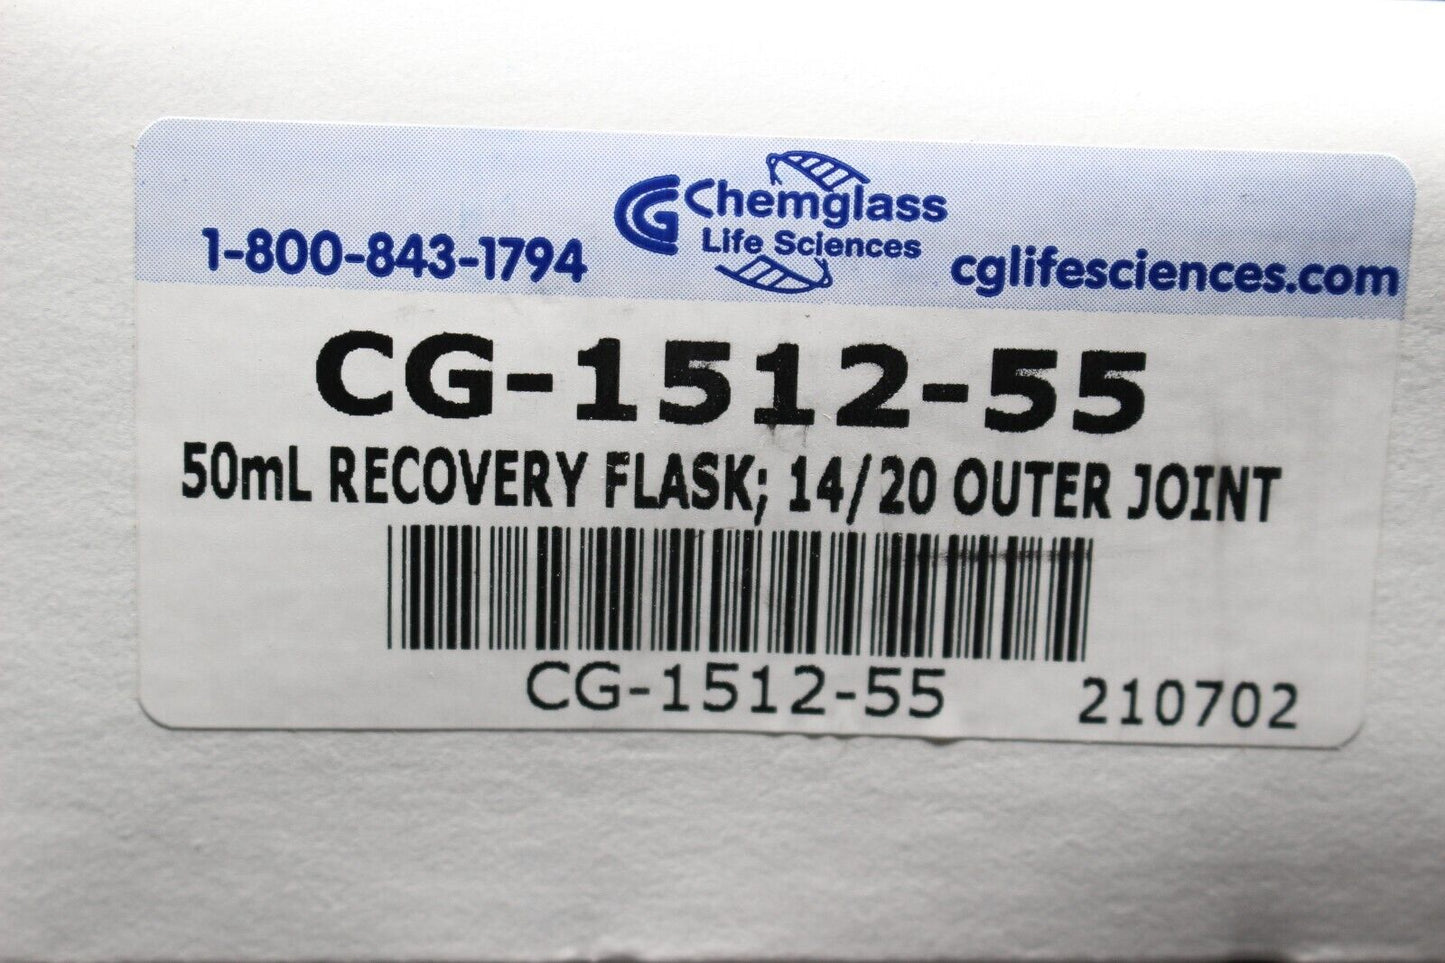 CG Chemglass
Life Sciences
1-800-843-1794
cglifesciences.com
CG-1512-55
50mL RECOVERY FLASK; 14/20 OUTER JOINT
CG-1512-55
210702